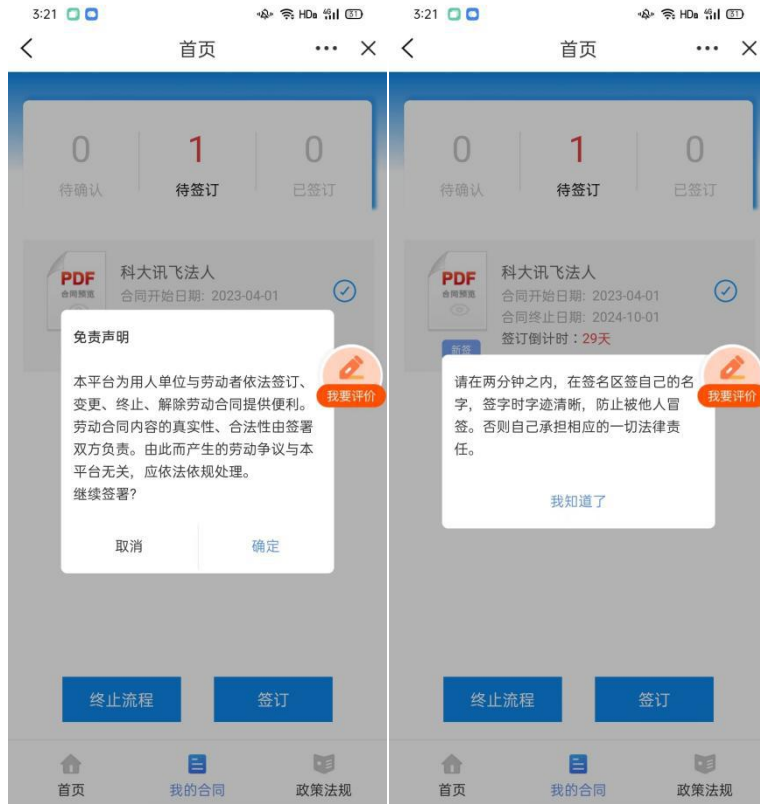 3:21
HDa 4G 31
首页
0
1
0
待确认
待签订
已签订
PDF
合同预览
科大讯飞法人
合同开始日期: 2023-04-01
免责声明
本平台为用人单位与劳动者依法签订、
变更、终止、解除劳动合同提供便利。
劳动合同内容的真实性、合法性由签署
双方负责。由此而产生的劳动争议与本
平台无关，应依法依规处理。
继续签署?
取消
确定
我要评价
终止流程
签订
首页
我的合同
政策法规
3:21
HDa 4G 31
首页
0
1
0
待确认
待签订
已签订
PDF
合同预览
新签
科大讯飞法人
合同开始日期: 2023-04-01
合同终止日期: 2024-10-01
签订倒计时：29天
请在两分钟之内，在签名区签自己的名
字，签字时字迹清晰，防止被他人冒
签。否则自己承担相应的一切法律责
任。
我知道了
我要评价
终止流程
签订
首页
我的合同
政策法规